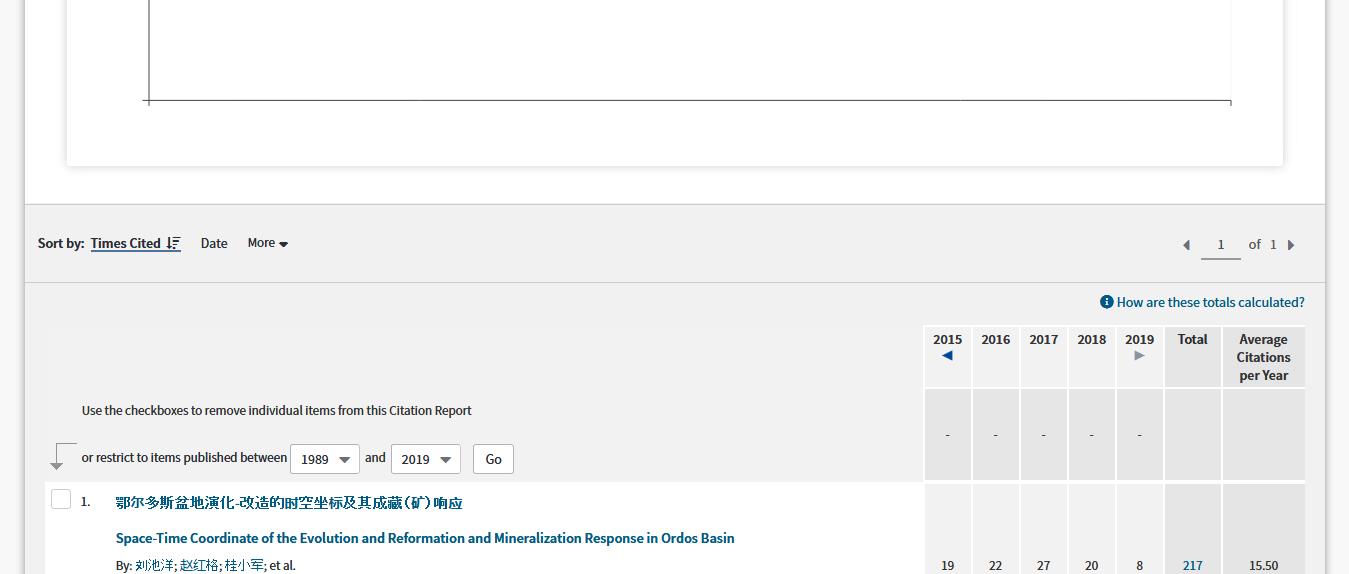 Sort by: Times Cited Date More
1 of 1
How are these totals calculated?
2015 2016 2017 2018 2019 Total Average Citations per Year
Use the checkboxes to remove individual items from this Citation Report
- - - - -
or restrict to items published between 1989 and 2019 Go
1. 鄂尔多斯盆地演化-改造的时空坐标及其成藏(矿)响应
Space-Time Coordinate of the Evolution and Reformation and Mineralization Response in Ordos Basin
By: 刘池洋; 赵红格; 桂小军; et al. 19 22 27 20 8 217 15.50